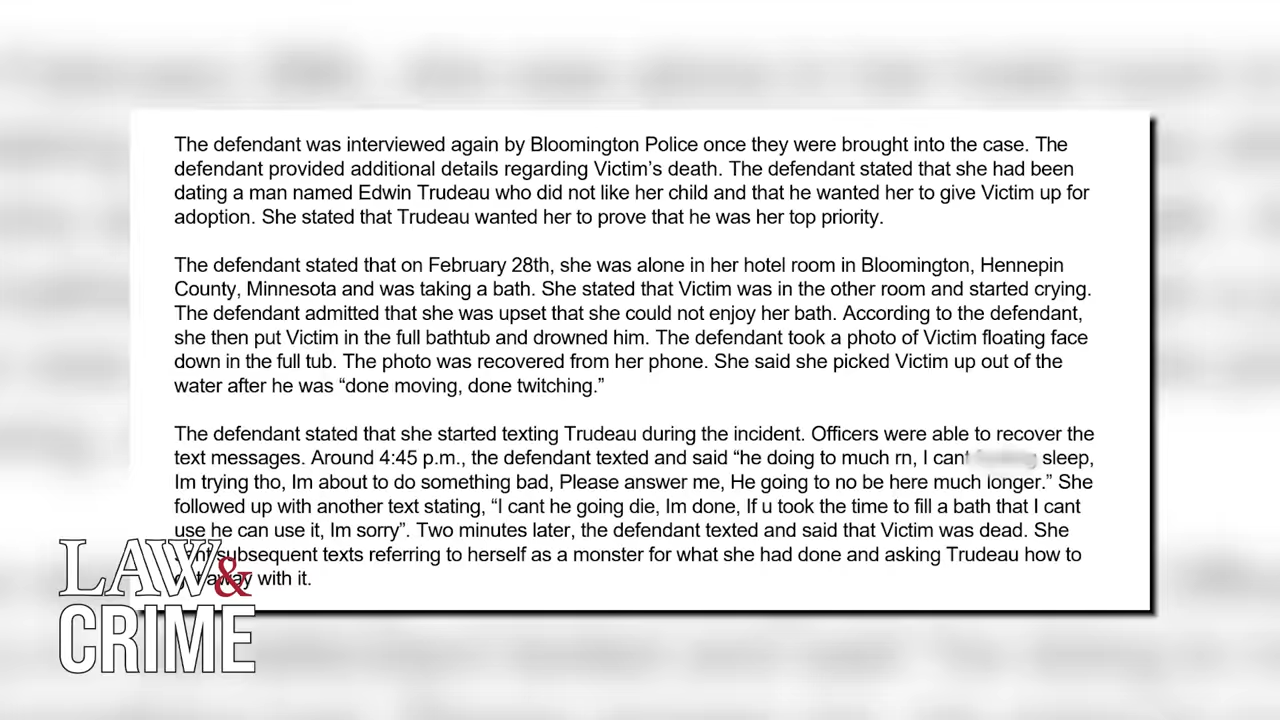 The defendant was interviewed again by Bloomington Police once they were brought into the case. The
defendant provided additional details regarding Victim's death. The defendant stated that she had been
dating a man named Edwin Trudeau who did not like her child and that he wanted her to give Victim up for
adoption. She stated that Trudeau wanted her to prove that he was her top priority.
The defendant stated that on February 28th, she was alone in her hotel room in Bloomington, Hennepin
County, Minnesota and was taking a bath. She stated that Victim was in the other room and started crying.
The defendant admitted that she was upset that she could not enjoy her bath. According to the defendant,
she then put Victim in the full bathtub and drowned him. The defendant took a photo of Victim floating face
down in the full tub. The photo was recovered from her phone. She said she picked Victim up out of the
water after he was “done moving, done twitching.”
The defendant stated that she started texting Trudeau during the incident. Officers were able to recover the
text messages. Around 4:45 p.m., the defendant texted and said “he doing to much rn, I cant sleep,
Im trying tho, Im about to do something bad, Please answer me, He going to no be here much longer.” She
followed up with another text stating, “I cant he going die, Im done, If u took the time to fill a bath that I cant
use he can use it, Im sorry”. Two minutes later, the defendant texted and said that Victim was dead. She
subsequent texts referring to herself as a monster for what she had done and asking Trudeau how to
away with it.
LAW&
CRIME